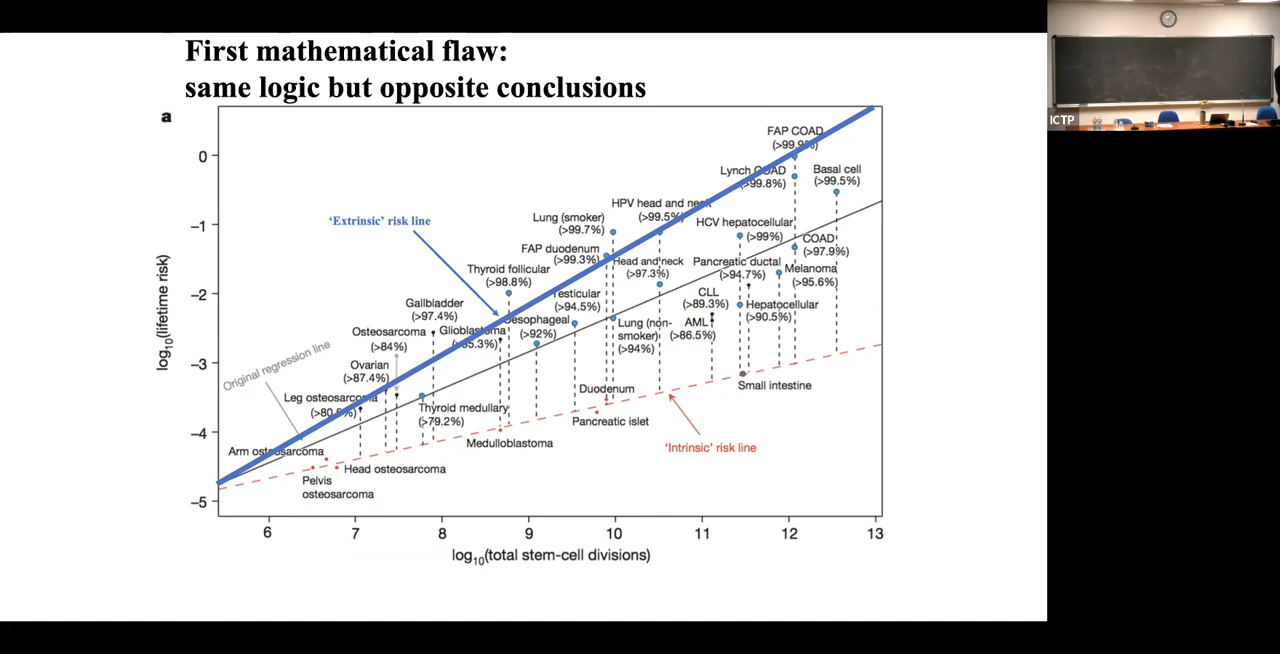 First mathematical flaw:
same logic but opposite conclusions
a
FAP COAD
(>99.9%)
Lynch COAD
(>99.8%)
Basal cell
(>99.5%)
HPV head and neck
(>99.5%)
'Extrinsic' risk line
Lung (smoker)
(>99.7%)
HCV hepatocellular
(>99%)
FAP duodenum
(>99.3%)
COAD
(>97.9%)
Head and neck
(>97.3%)
Pancreatic ductal
(>94.7%)
Thyroid follicular
(>98.8%)
Melanoma
(>95.6%)
Testicular
(>94.5%)
CLL
(>89.3%)
Gallbladder
(>97.4%)
Hepatocellular
(>90.5%)
Oesophageal
(>92%)
Lung (non-
smoker)
(>94%)
AML
(>86.5%)
Osteosarcoma
(>84%)
Glioblastoma
(>95.3%)
Original regression line
Ovarian
(>87.4%)
Small intestine
Duodenum
Leg osteosarcoma
(>80.5%)
Thyroid medullary
(>79.2%)
Pancreatic islet
Medulloblastoma
'Intrinsic' risk line
Arm osteosarcoma
Head osteosarcoma
Pelvis
osteosarcoma
0
–1
–2
–3
–4
–5
log10(lifetime risk)
6 7 8 9 10 11 12 13
log10(total stem-cell divisions)
ICTP